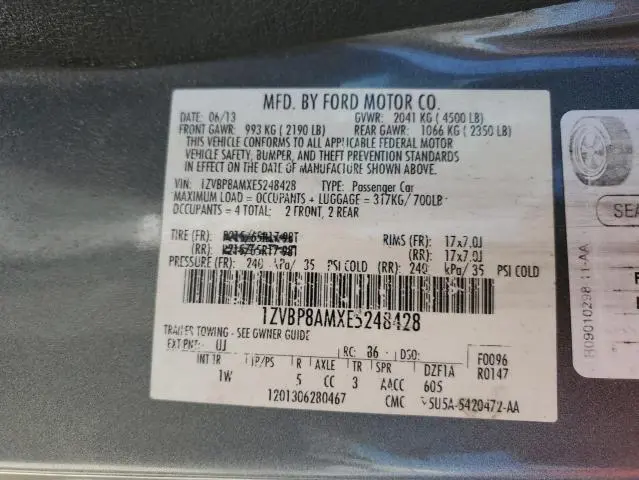 MFD. BY FORD MOTOR CO.
DATE: 06/13 GVWR: 2041 KG ( 4500 LB)
FRONT GAWR: 993 KG ( 2190 LB) REAR GAWR: 1066 KG ( 2350 LB)
THIS VEHICLE CONFORMS TO ALL APPLICABLE FEDERAL MOTOR
VEHICLE SAFETY, BUMPER, AND THEFT PREVENTION STANDARDS
IN EFFECT ON THE DATE OF MANUFACTURE SHOWN ABOVE.
VIN: 1ZVBP8AMXE5248428 TYPE: Passenger Car
MAXIMUM LOAD = OCCUPANTS + LUGGAGE = 317KG/ 700LB
OCCUPANTS = 4 TOTAL: 2 FRONT, 2 REAR
TIRE (FR): RIMS (FR): 17x7.0J
(RR): (RR): 17x7.0J
PRESSURE (FR): 240 kPa/ 35 PSI COLD (RR): 240 kPa/ 35 PSI COLD
1ZVBP8AMXE5248428
TRAILER TOWING - SEE OWNER GUIDE
EXT PNT: UJ RC: 36 DSO: F0096
INT TR TP/PS R AXLE TR SPR DZF1A R0147
1W 5 CC 3 AACC 605
1201306280467 CMC 5U5A-5420472-AA
SEA
R09010298 11-AA